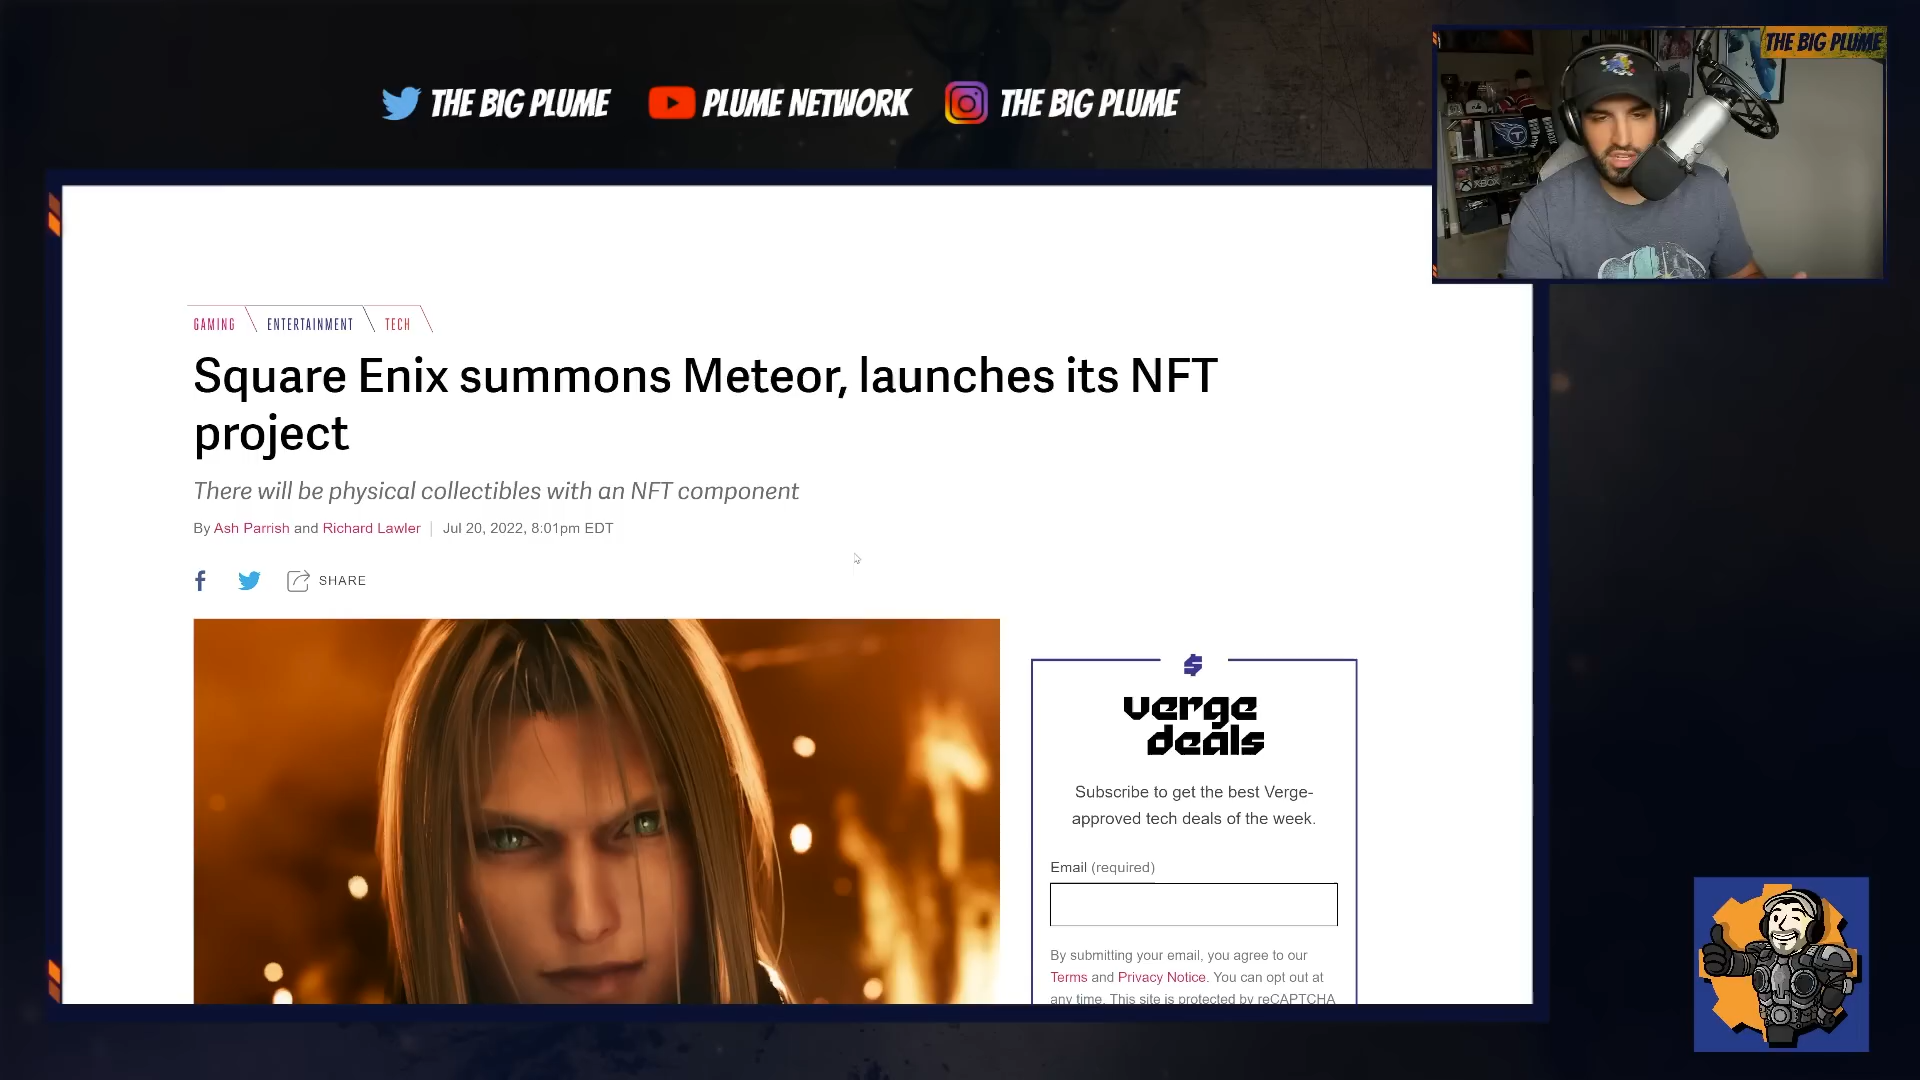 THE BIG PLUME
PLUME NETWORK
THE BIG PLUME
THE BIG PLUME
XBOX
GAMING
ENTERTAINMENT
TECH
Square Enix summons Meteor, launches its NFT
project
There will be physical collectibles with an NFT component
By Ash Parrish and Richard Lawler | Jul 20, 2022, 8:01pm EDT
SHARE
verge
deals
Subscribe to get the best Verge-
approved tech deals of the week.
Email (required)
By submitting your email, you agree to our
Terms and Privacy Notice. You can opt out at
any time. This site is protected by reCAPTCHA